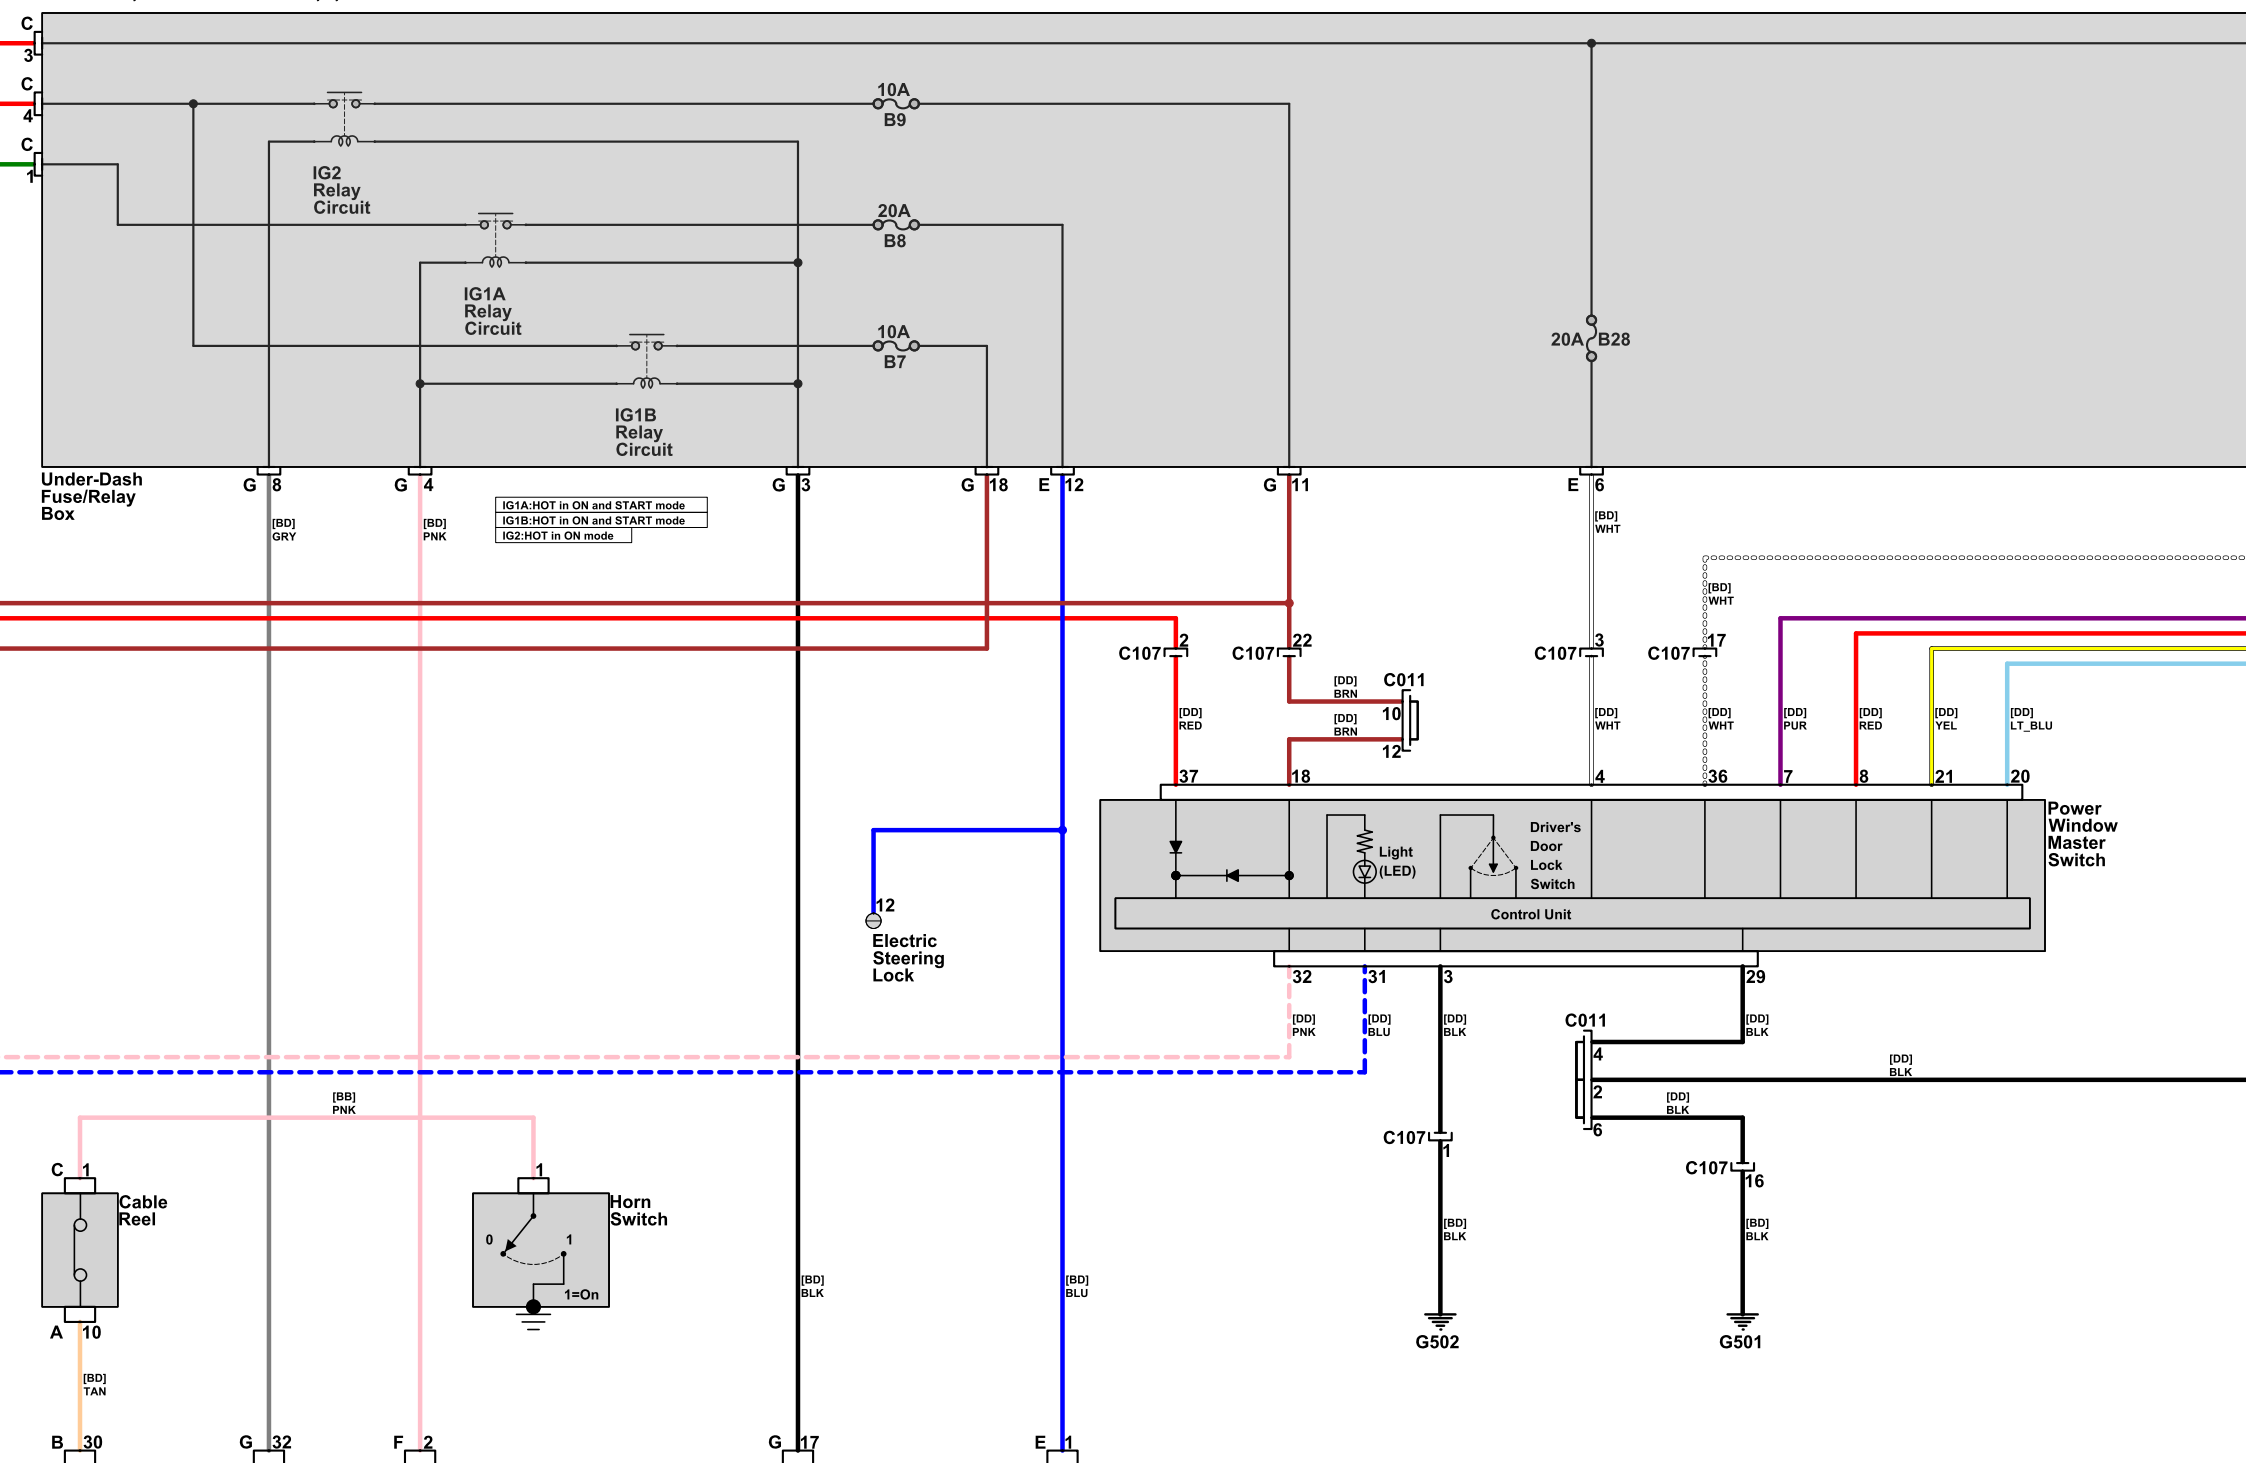 C
3
C
4
C
1
10A
B9
IG2
Relay
Circuit
20A
B8
IG1A
Relay
Circuit
10A
B7
IG1B
Relay
Circuit
20A B28
Under-Dash
Fuse/Relay
Box
G 8
G 4
G 3
G 18
E 12
G 11
E 6
[BD]
GRY
[BD]
PNK
IG1A:HOT in ON and START mode
IG1B:HOT in ON and START mode
IG2:HOT in ON mode
[BD]
WHT
[BD]
WHT
C107 2
C107 22
C107 3
C107 17
[DD]
BRN
C011
10
[DD]
BRN
12
[DD]
RED
[DD]
WHT
[DD]
WHT
[DD]
PUR
[DD]
RED
[DD]
YEL
[DD]
LT_BLU
37
18
4
36
7
8
21
20
Power
Window
Master
Switch
Light
(LED)
Driver's
Door
Lock
Switch
Control Unit
12
Electric
Steering
Lock
32
31
3
29
[DD]
PNK
[DD]
BLU
[DD]
BLK
[DD]
BLK
C011
4
2
6
[DD]
BLK
[DD]
BLK
[BB]
PNK
C107
1
C107
16
C 1
Cable
Reel
A 10
1
Horn
Switch
0
1
1=On
[BD]
BLK
[BD]
BLK
[BD]
BLK
[BD]
BLU
G502
G501
[BD]
TAN
B 30
G 32
F 2
G 17
E 1